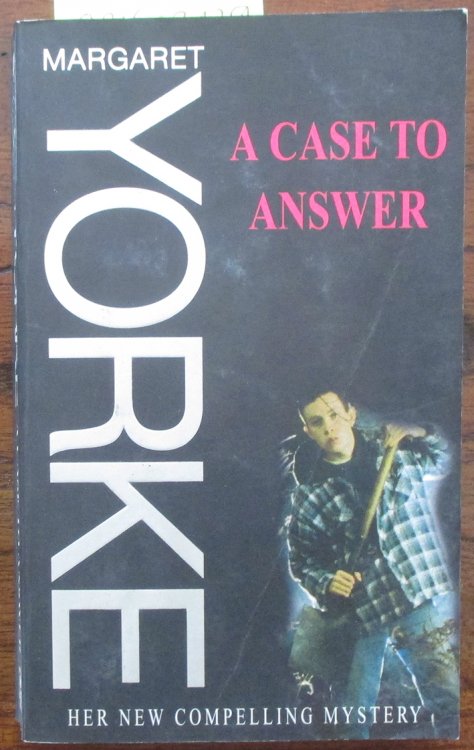 MARGARET
YORKE
A CASE TO
ANSWER
HER NEW COMPELLING MYSTERY